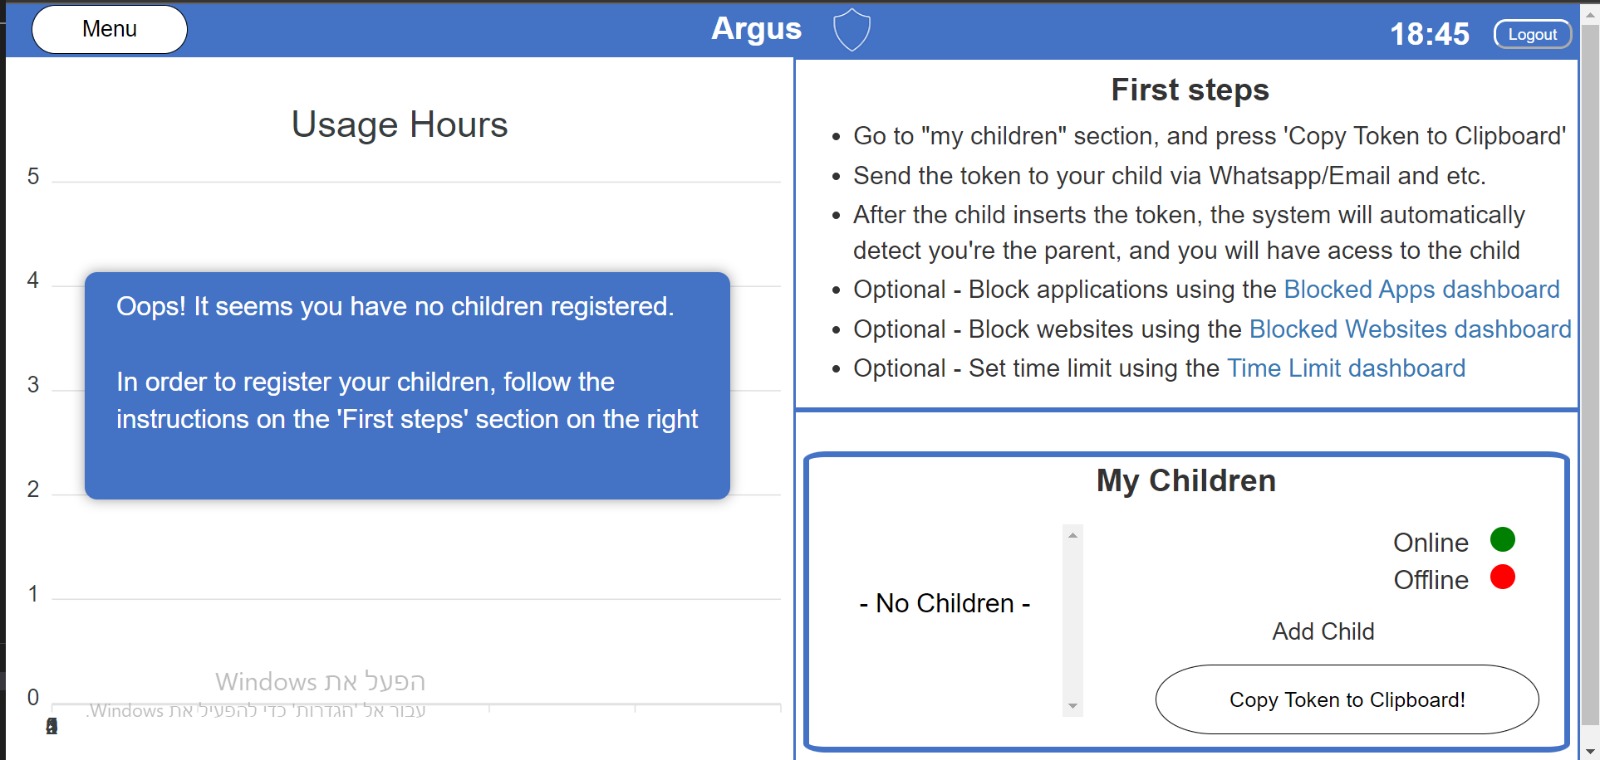 Menu
Argus
18:45
Logout
Usage Hours
5
4
3
2
1
0
Oops! It seems you have no children registered.
In order to register your children, follow the
instructions on the 'First steps' section on the right
הפעל את Windows
עבור אל 'הגדרות' כדי להפעיל את Windows.
First steps
• Go to "my children" section, and press 'Copy Token to Clipboard'
• Send the token to your child via Whatsapp/Email and etc.
• After the child inserts the token, the system will automatically
detect you're the parent, and you will have acess to the child
• Optional - Block applications using the Blocked Apps dashboard
• Optional - Block websites using the Blocked Websites dashboard
• Optional - Set time limit using the Time Limit dashboard
My Children
- No Children -
Online
Offline
Add Child
Copy Token to Clipboard!